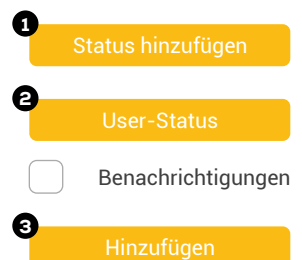 1
Status hinzufügen
2
User-Status
Benachrichtigungen
3
Hinzufügen